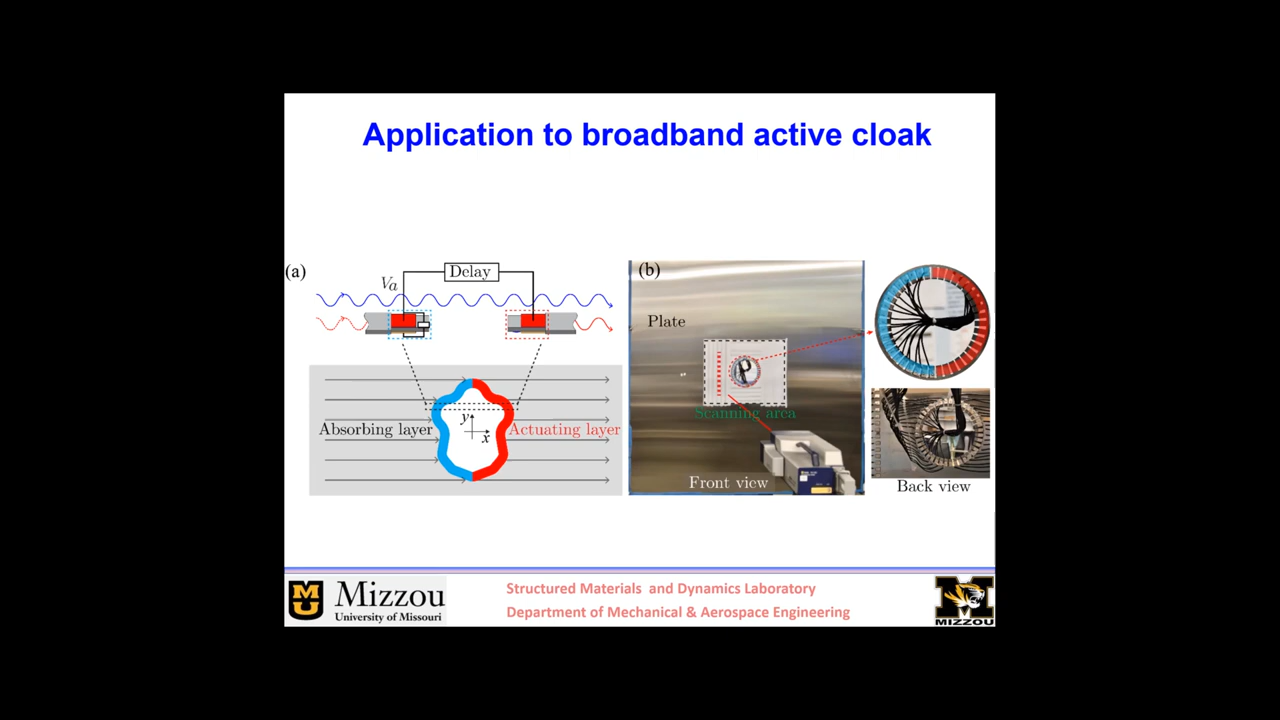 Application to broadband active cloak
(a)
Delay
Va
Absorbing layer
y
x
Actuating layer
(b)
Plate
Scanning area
Front view
Back view
MU
Mizzou
University of Missouri
Structured Materials and Dynamics Laboratory
Department of Mechanical & Aerospace Engineering
M
MIZZOU